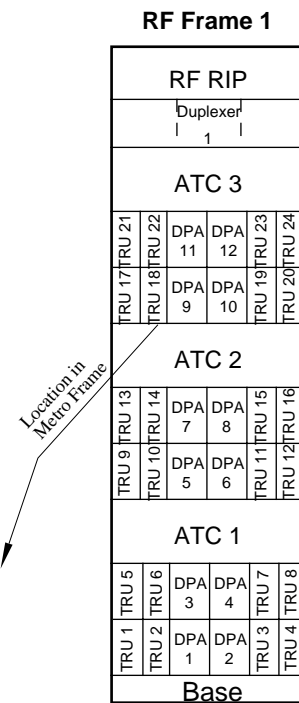 RF Frame 1
RF RIP
Duplexer
1
ATC 3
TRU 21 TRU 22 DPA 11 DPA 12 TRU 23 TRU 24
TRU 17 TRU 18 DPA 9 DPA 10 TRU 19 TRU 20
Location in
Metro Frame
ATC 2
TRU 13 TRU 14 DPA 7 DPA 8 TRU 15 TRU 16
TRU 9 TRU 10 DPA 5 DPA 6 TRU 11 TRU 12
ATC 1
TRU 5 TRU 6 DPA 3 DPA 4 TRU 7 TRU 8
TRU 1 TRU 2 DPA 1 DPA 2 TRU 3 TRU 4
Base